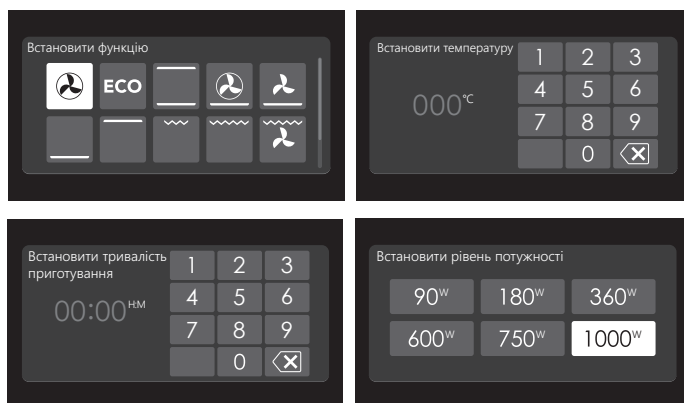 Встановити функцію
ECO
Встановити температуру
000°C
1 2 3
4 5 6
7 8 9
0
Встановити тривалість
приготування
00:00 H:M
1 2 3
4 5 6
7 8 9
0
Встановити рівень потужності
90W 180W 360W
600W 750W 1000W